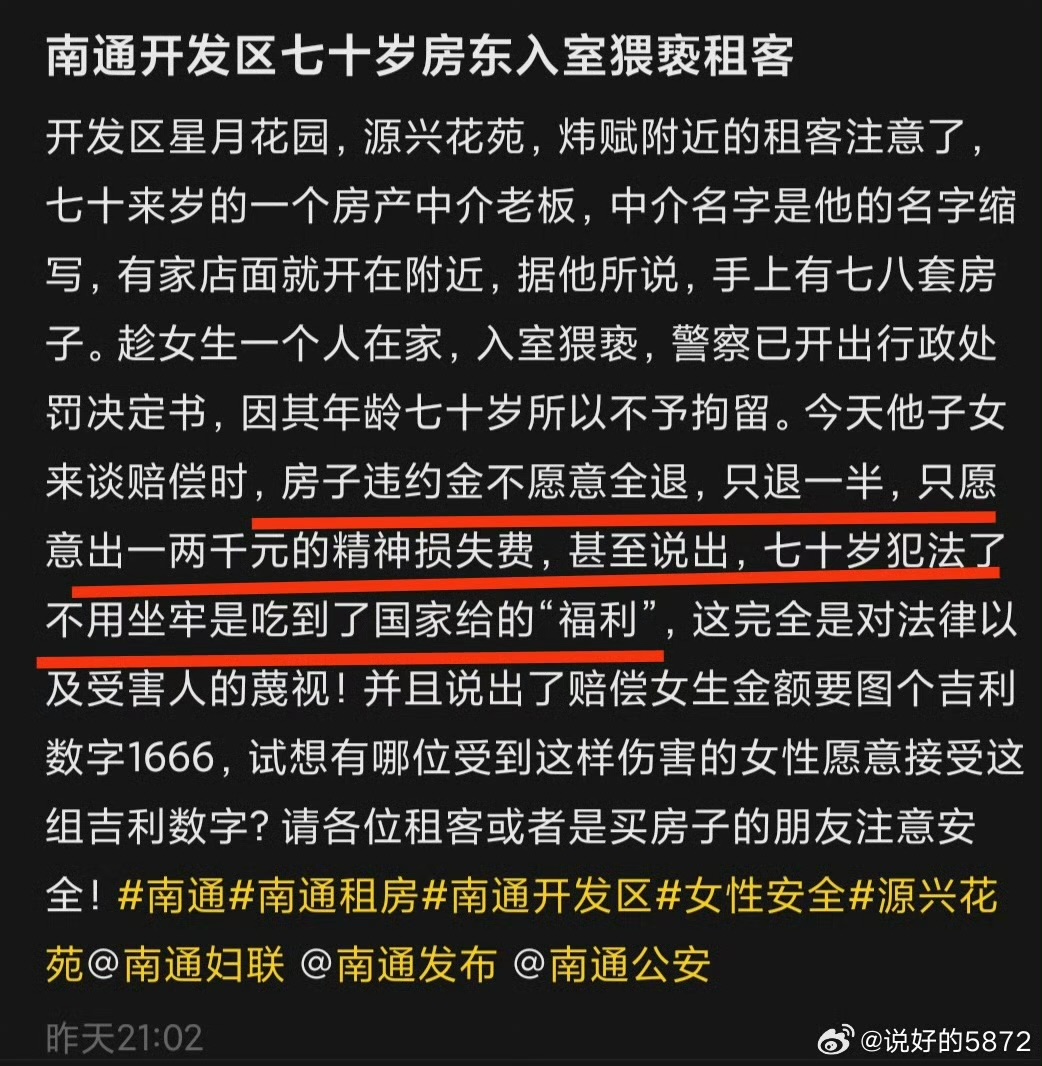 南通开发区七十岁房东入室猥亵租客
开发区星月花园，源兴花苑，炜赋附近的租客注意了，
七十来岁的一个房产中介老板，中介名字是他的名字缩
写，有家店面就开在附近，据他所说，手上有七八套房
子。趁女生一个人在家，入室猥亵，警察已开出行政处
罚决定书，因其年龄七十岁所以不予拘留。今天他子女
来谈赔偿时，房子违约金不愿意全退，只退一半，只愿
意出一两千元的精神损失费，甚至说出，七十岁犯法了
不用坐牢是吃到了国家给的“福利”，这完全是对法律以
及受害人的蔑视！并且说出了赔偿女生金额要图个吉利
数字1666，试想有哪位受到这样伤害的女性愿意接受这
组吉利数字？请各位租客或者是买房子的朋友注意安
全！#南通#南通租房#南通开发区#女性安全#源兴花
苑@南通妇联 @南通发布 @南通公安
昨天21:02
@说好的5872